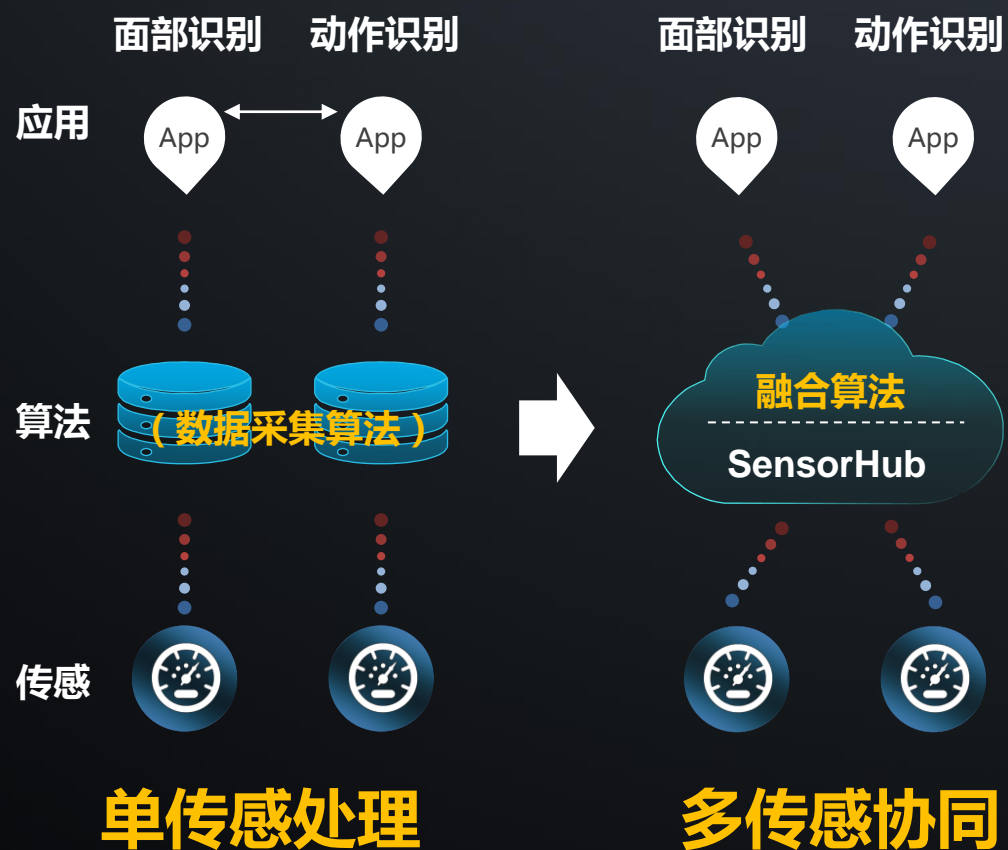 面部识别 动作识别 面部识别 动作识别
应用
App App App App
算法
(数据采集算法)
融合算法
SensorHub
传感
单传感处理 多传感协同